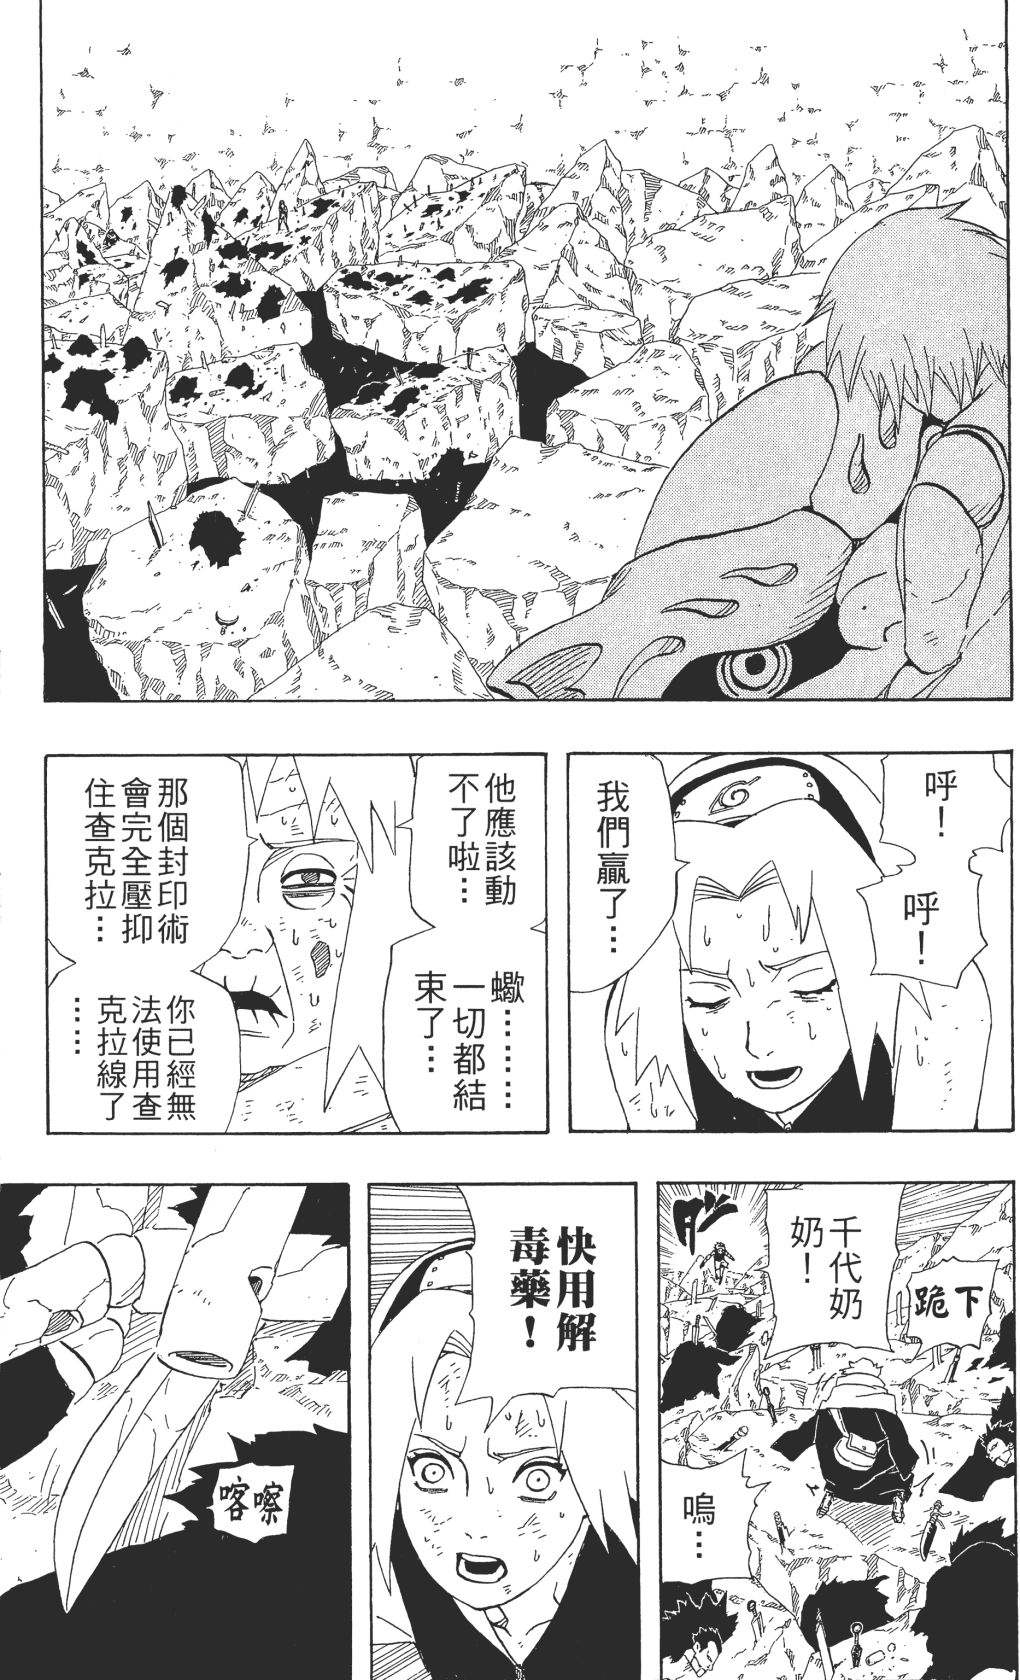 呼！
呼！
我們贏了…
他應該動
不了啦…
蠍………
一切都結
束了…
那個封印術
會完全壓抑
住查克拉…
你已經無
法使用查
克拉線了
……
千代奶
奶！
跪下
嗚…
快用解
毒藥！
喀嚓